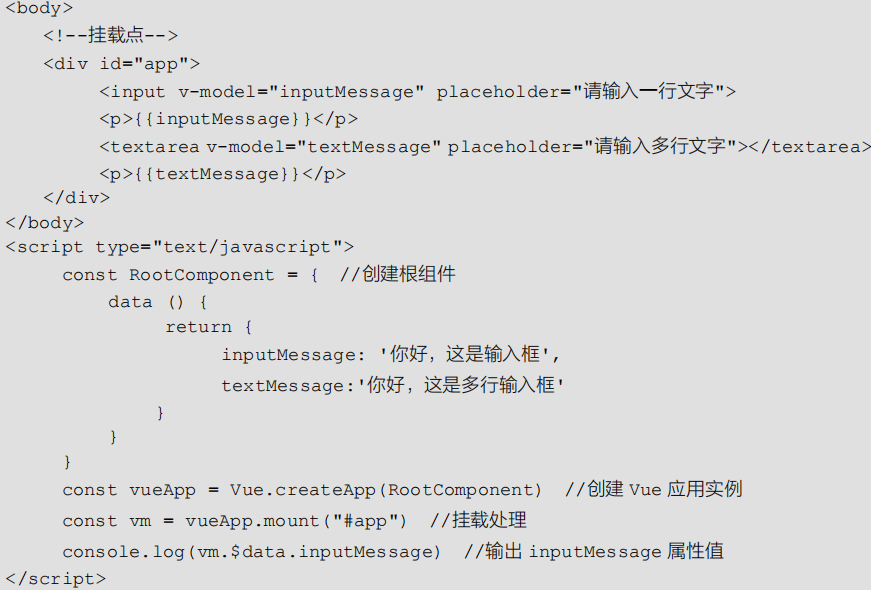 <body>
<!--挂载点-->
<div id="app">
<input v-model="inputMessage" placeholder="请输入一行文字">
<p>{{inputMessage}}</p>
<textarea v-model="textMessage" placeholder="请输入多行文字"></textarea>
<p>{{textMessage}}</p>
</div>
</body>
<script type="text/javascript">
const RootComponent = { //创建根组件
data () {
return {
inputMessage: '你好，这是输入框',
textMessage:'你好，这是多行输入框'
}
}
}
const vueApp = Vue.createApp(RootComponent) //创建 Vue 应用实例
const vm = vueApp.mount("#app") //挂载处理
console.log(vm.$data.inputMessage) //输出 inputMessage 属性值
</script>